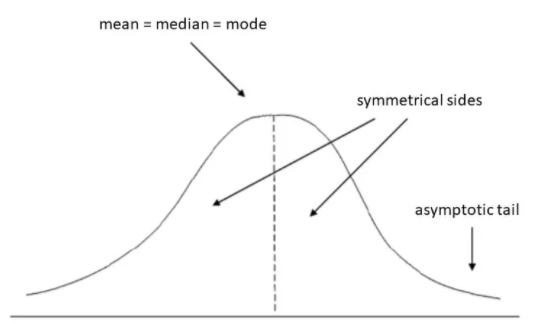 mean = median = mode
symmetrical sides
asymptotic tail